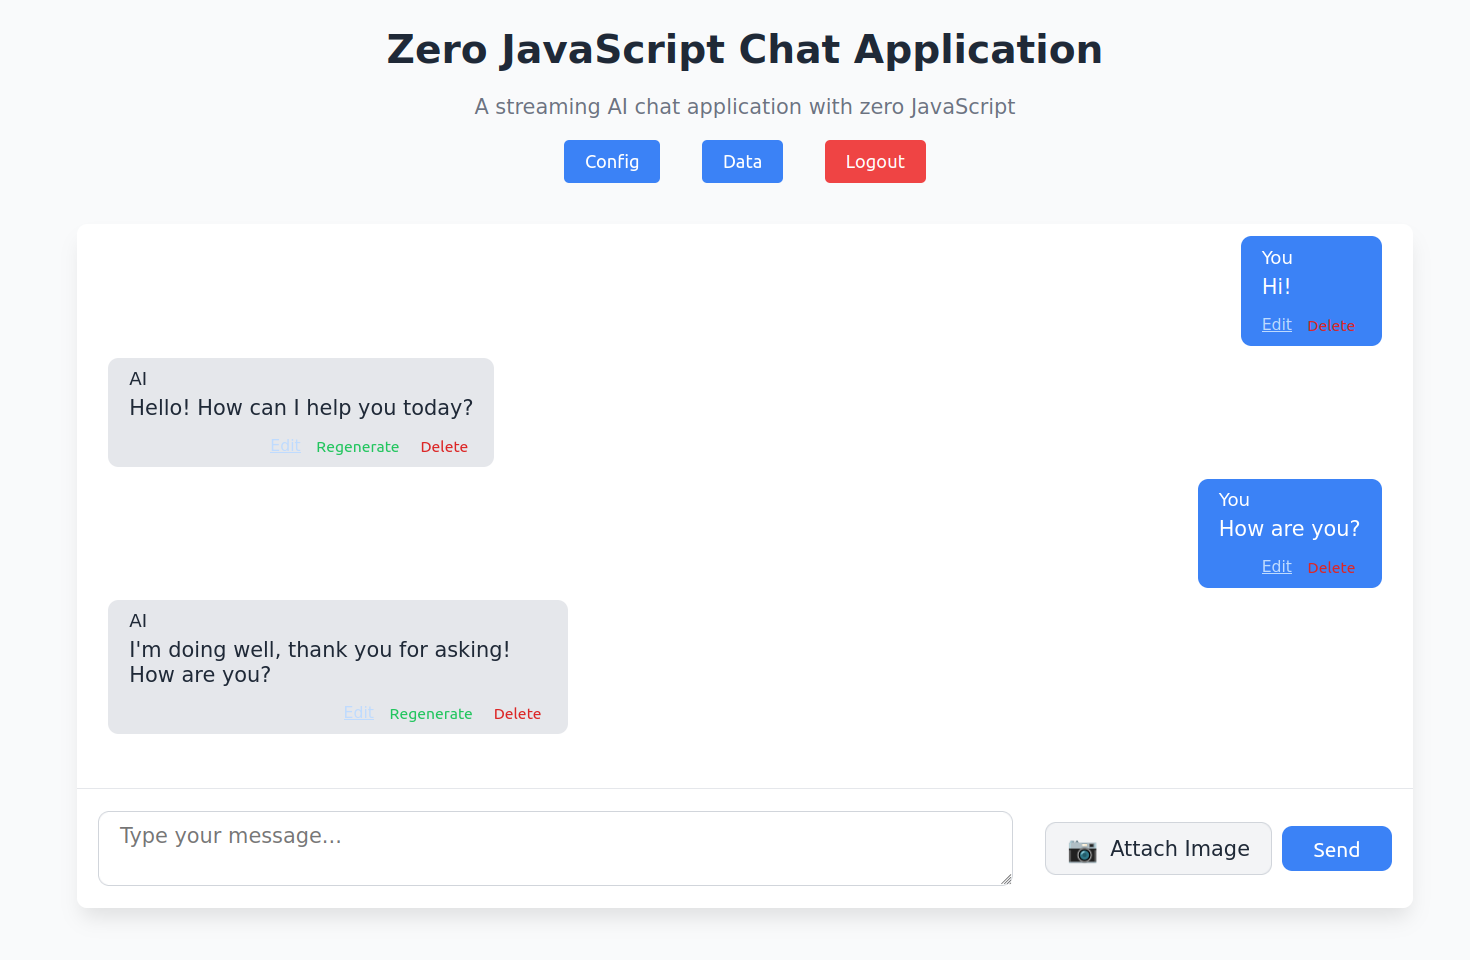 Zero JavaScript Chat Application
A streaming AI chat application with zero JavaScript
Config Data Logout
You
Hi!
Edit Delete
AI
Hello! How can I help you today?
Edit Regenerate Delete
You
How are you?
Edit Delete
AI
I'm doing well, thank you for asking!
How are you?
Edit Regenerate Delete
Type your message...
Attach Image
Send